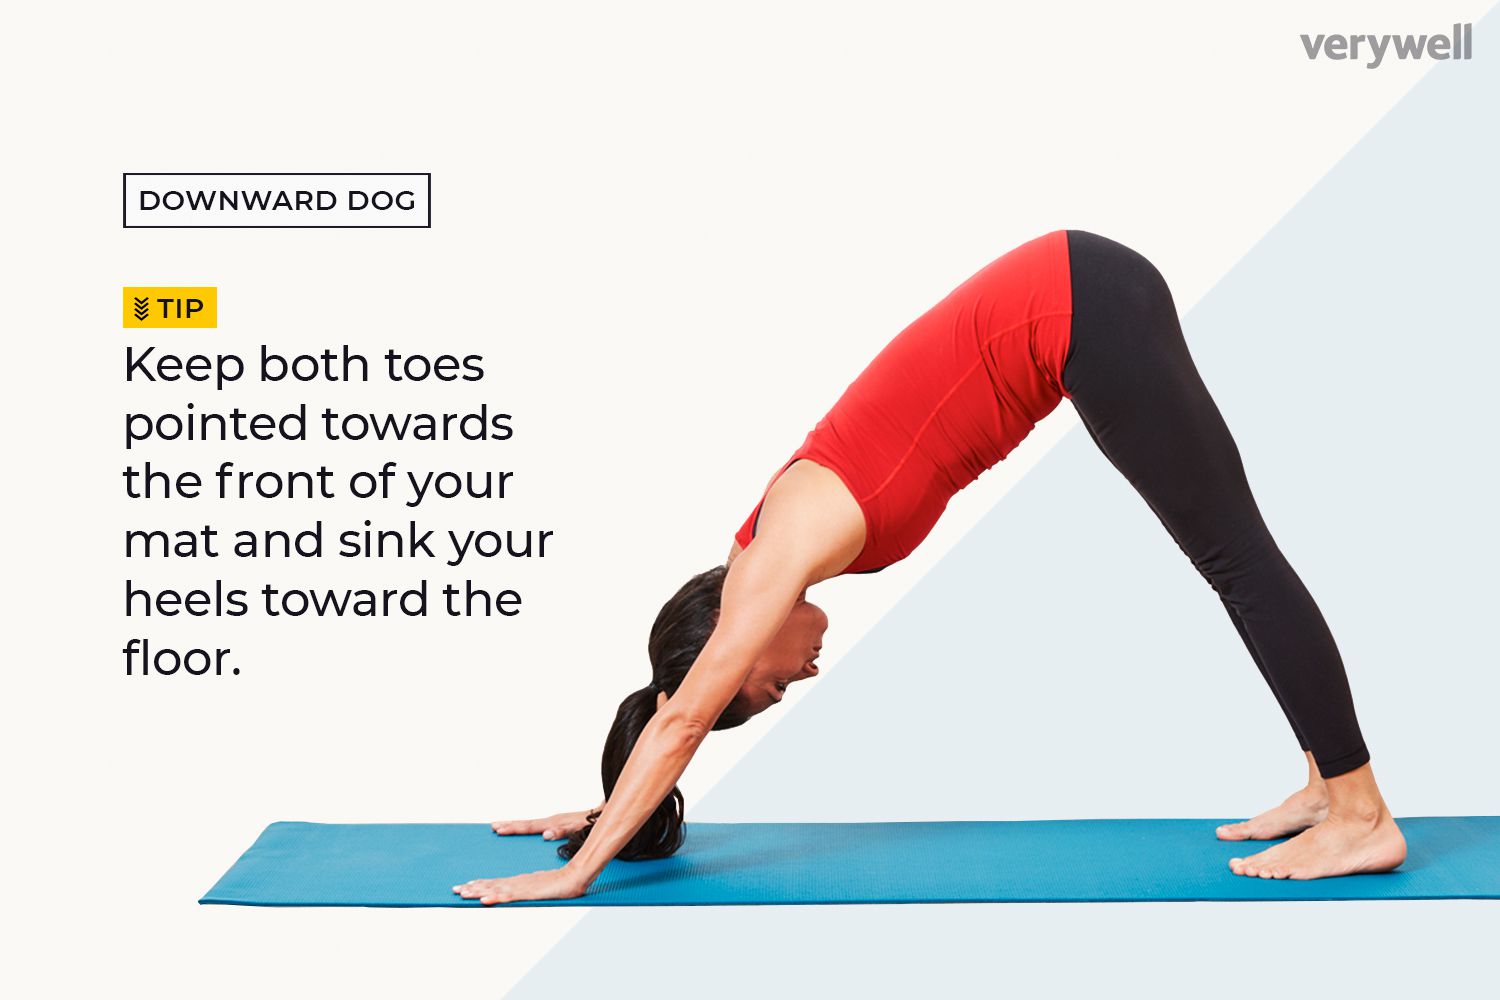 verywell
DOWNWARD DOG
TIP
Keep both toes
pointed towards
the front of your
mat and sink your
heels toward the
floor.